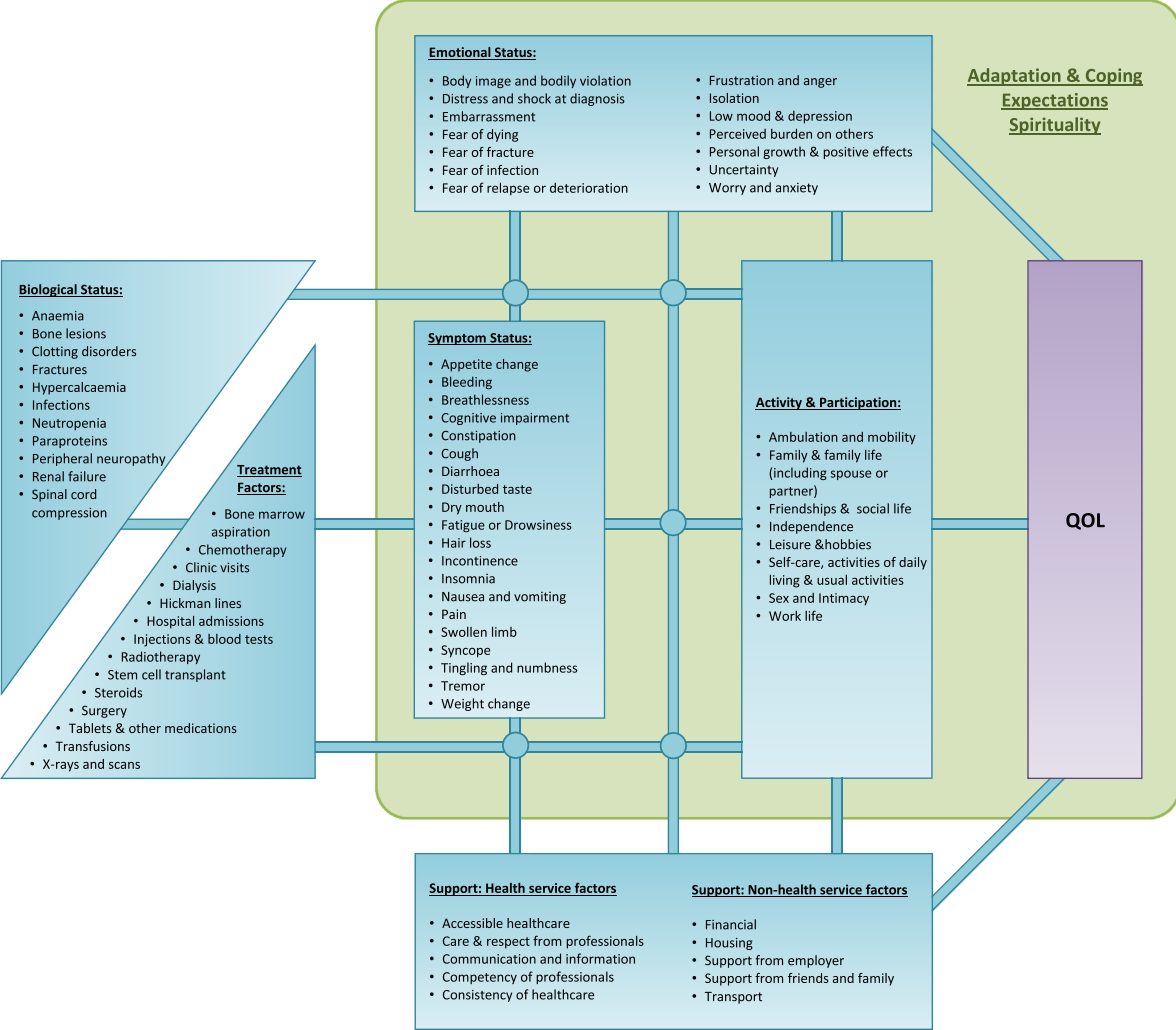 Emotional Status:
• Body image and bodily violation
• Distress and shock at diagnosis
• Embarrassment
• Fear of dying
• Fear of fracture
• Fear of infection
• Fear of relapse or deterioration
• Frustration and anger
• Isolation
• Low mood & depression
• Perceived burden on others
• Personal growth & positive effects
• Uncertainty
• Worry and anxiety
Adaptation & Coping
Expectations
Spirituality
Biological Status:
• Anaemia
• Bone lesions
• Clotting disorders
• Fractures
• Hypercalcaemia
• Infections
• Neutropenia
• Paraproteins
• Peripheral neuropathy
• Renal failure
• Spinal cord
compression
Treatment
Factors:
• Bone marrow
aspiration
• Chemotherapy
• Clinic visits
• Dialysis
• Hickman lines
• Hospital admissions
• Injections & blood tests
• Radiotherapy
• Stem cell transplant
• Steroids
• Surgery
• Tablets & other medications
• Transfusions
• X-rays and scans
Symptom Status:
• Appetite change
• Bleeding
• Breathlessness
• Cognitive impairment
• Constipation
• Cough
• Diarrhoea
• Disturbed taste
• Dry mouth
• Fatigue or Drowsiness
• Hair loss
• Incontinence
• Insomnia
• Nausea and vomiting
• Pain
• Swollen limb
• Syncope
• Tingling and numbness
• Tremor
• Weight change
Activity & Participation:
• Ambulation and mobility
• Family & family life
(including spouse or
partner)
• Friendships & social life
• Independence
• Leisure &hobbies
• Self-care, activities of daily
living & usual activities
• Sex and Intimacy
• Work life
QOL
Support: Health service factors
• Accessible healthcare
• Care & respect from professionals
• Communication and information
• Competency of professionals
• Consistency of healthcare
Support: Non-health service factors
• Financial
• Housing
• Support from employer
• Support from friends and family
• Transport